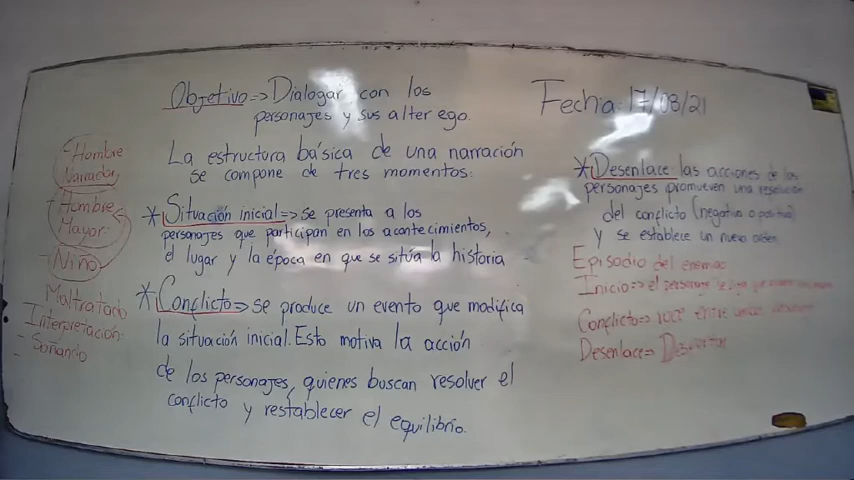 Objetivo => Dialogar con los
personajes y sus alter ego.
La estructura básica de una narración
se compone de tres momentos:
* Situación inicial => se presenta a los
personajes que participan en los acontecimientos,
el lugar y la época en que se sitúa la historia
* Conflicto => se produce un evento que modifica
la situación inicial. Esto motiva la acción
de los personajes, quienes buscan resolver el
conflicto y restáblecer el equilibrio.
- Hombre
Narrador
- Hombre
Mayor
- Niño
Maltratado
Interpretación:
- Soñando
-
Fecha: 17/08/21
* Desenlace las acciones de los
personajes promueven una resolución
del conflicto (negativa o positiva)
y se establece un nuevo orden
Episodio del
Inicio => el personaje
Conflicto => entre
Desenlace =>